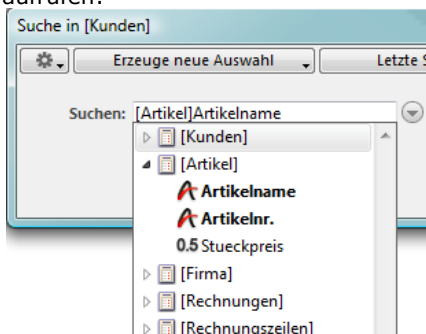 aufrufen:
Suche in [Kunden]
Erzeuge neue Auswahl
Letzte S
Suchen: [Artikel]Artikelname
[Kunden]
[Artikel]
Artikelname
Artikelnr.
0.5 Stueckpreis
[Firma]
[Rechnungen]
[Rechnungszeilen]